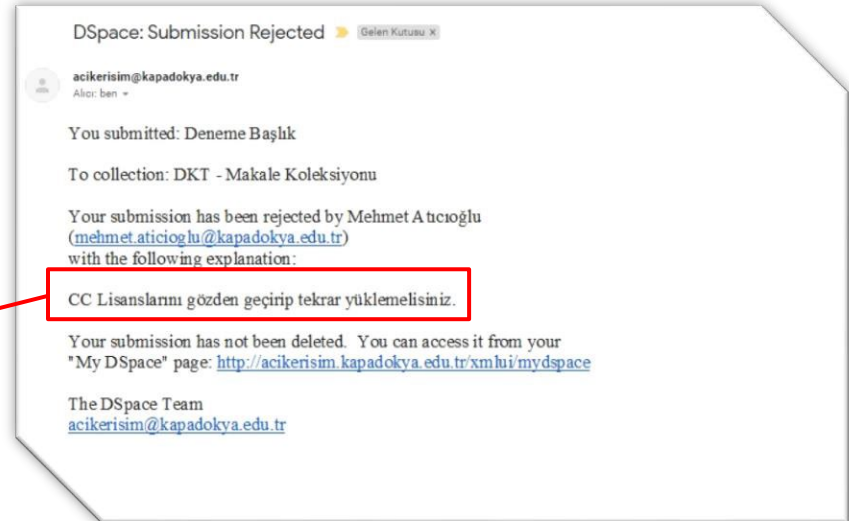 DSpace: Submission Rejected Gelen Kutusu x
acikerisim@kapadokya.edu.tr
Alıcı: ben
You submitted: Deneme Başlık
To collection: DKT - Makale Koleksiyonu
Your submission has been rejected by Mehmet Atıcıoğlu
(mehmet.aticioglu@kapadokya.edu.tr)
with the following explanation:
CC Lisanslarını gözden geçirip tekrar yüklemelisiniz.
Your submission has not been deleted. You can access it from your
"My DSpace" page: http://acikerisim.kapadokya.edu.tr/xmlui/mydspace
The DSpace Team
acikerisim@kapadokya.edu.tr